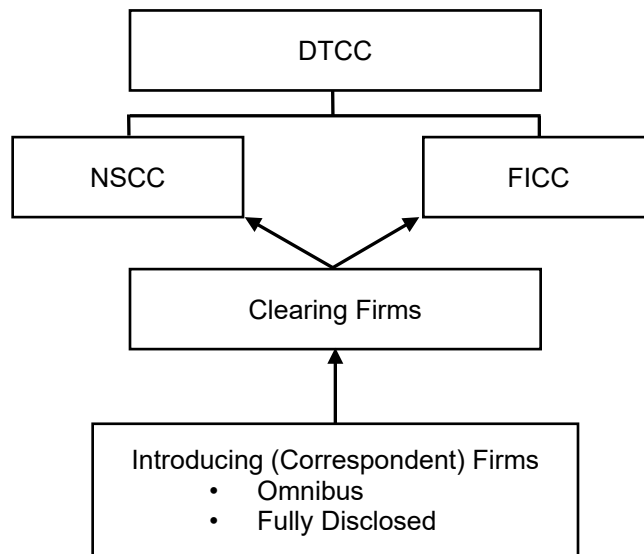 DTCC
NSCC
FICC
Clearing Firms
Introducing (Correspondent) Firms
• Omnibus
• Fully Disclosed